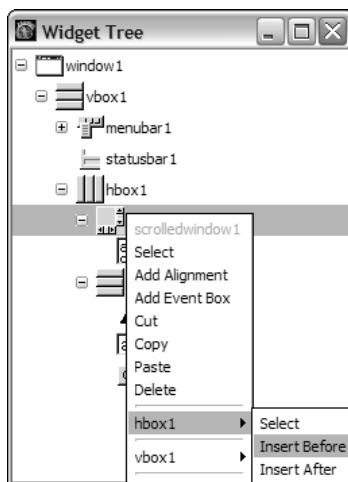 Widget Tree
window1
vbox1
menubar1
statusbar1
hbox1
scrolledwindow1
Select
Add Alignment
Add Event Box
Cut
Copy
Paste
Delete
hbox1
Select
Insert Before
vbox1
Insert After